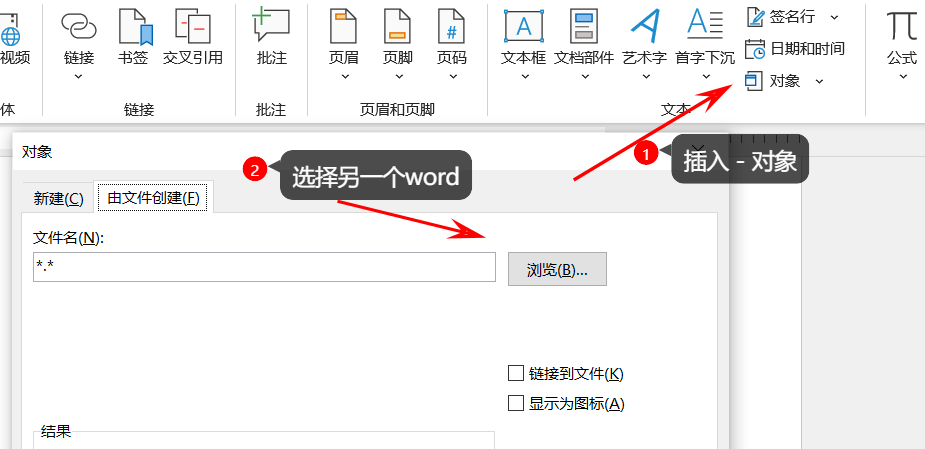 签名行
视频 链接 书签 交叉引用 批注 页眉 页脚 页码 文本框 文档部件 艺术字 首字下沉 日期和时间 公式
对象
体 链接 批注 页眉和页脚 文本
对象
1 插入 - 对象
2 选择另一个word
新建(C) 由文件创建(F)
文件名(N):
*.*
浏览(B)...
链接到文件(K)
显示为图标(A)
结果